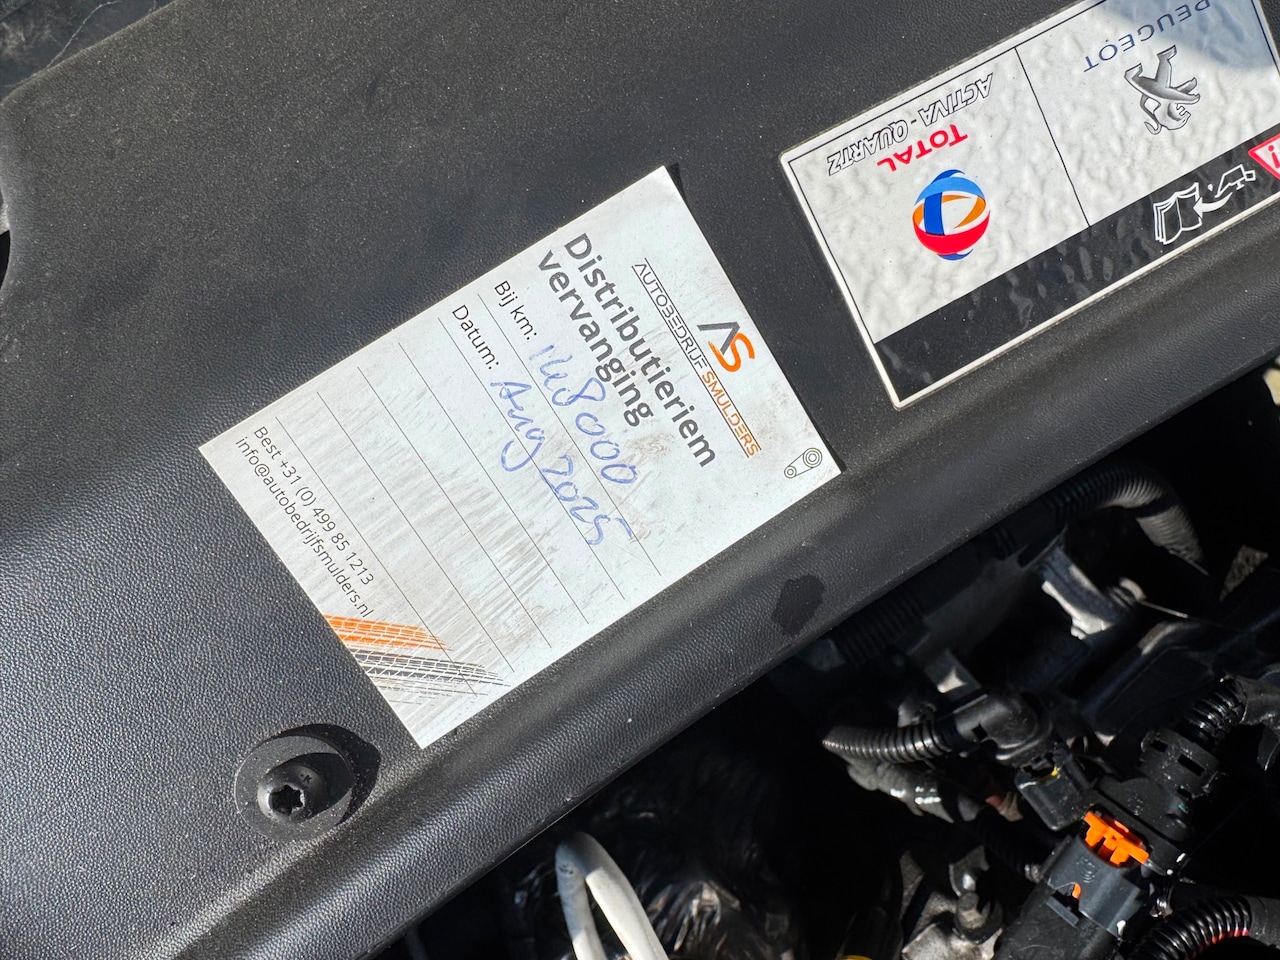 AS
AUTOBEDRIJF SMULDERS
Distributieriem
vervanging
Bij km: 148000
Datum: Aug 2025
Best +31 (0) 499 85 1213
info@autobedrijfsmulders.nl
PEUGEOT
TOTAL
ACTIVA - QUARTZ